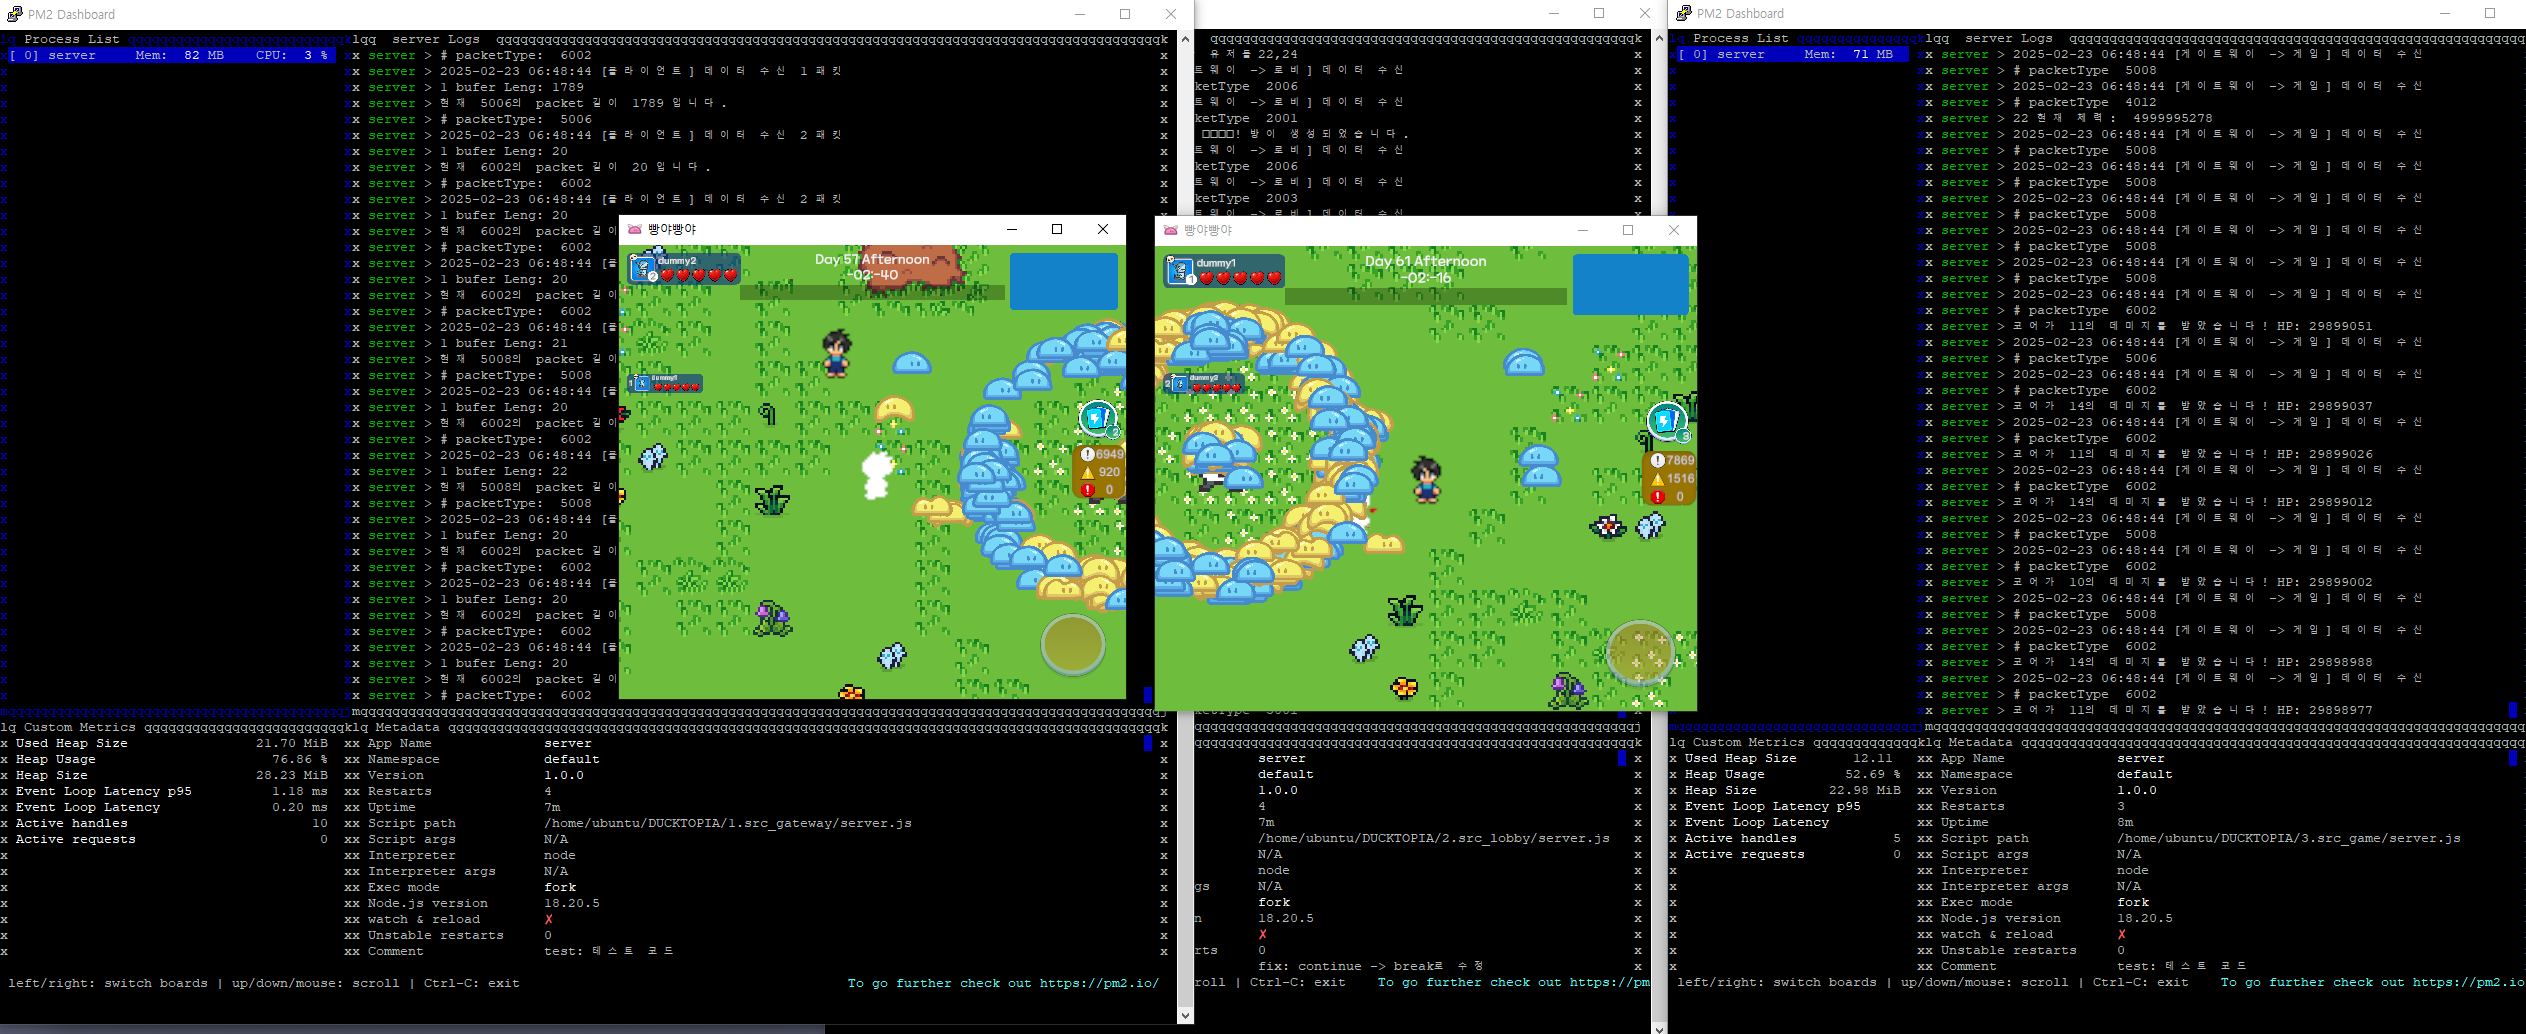 PM2 Dashboard
Process List
[ 0] server Mem: 82 MB CPU: 3 %
server Logs
server > # packetType: 6002
server > 2025-02-23 06:48:44 [클라이언트] 데이터 수신 1 패킷
server > l bufer Leng: 1789
server > 현재 5006의 packet 길이 1789 입니다.
server > # packetType: 5006
server > 2025-02-23 06:48:44 [클라이언트] 데이터 수신 2 패킷
server > l bufer Leng: 20
server > 현재 6002의 packet 길이 20 입니다.
server > # packetType: 6002
server > 2025-02-23 06:48:44 [클라이언트] 데이터 수신 2 패킷
server > l bufer Leng: 20
server > 현재 6002의 packet 길이
server > # packetType: 6002
server > 2025-02-23 06:48:44 [클
server > l bufer Leng: 20
server > 현재 6002의 packet 길이
server > # packetType: 6002
server > 2025-02-23 06:48:44 [클
server > l bufer Leng: 21
server > 현재 5008의 packet 길이
server > # packetType: 5008
server > 2025-02-23 06:48:44 [클
server > l bufer Leng: 20
server > 현재 6002의 packet 길이
server > # packetType: 6002
server > 2025-02-23 06:48:44 [클
server > l bufer Leng: 22
server > 현재 5008의 packet 길이
server > # packetType: 5008
server > 2025-02-23 06:48:44 [클
server > l bufer Leng: 20
server > 현재 6002의 packet 길이
server > # packetType: 6002
server > 2025-02-23 06:48:44 [클
server > l bufer Leng: 20
server > 현재 6002의 packet 길이
server > # packetType: 6002
server > 2025-02-23 06:48:44 [클
server > l bufer Leng: 20
server > 현재 6002의 packet 길이
server > # packetType: 6002
Custom Metrics
Used Heap Size 21.70 MiB
Heap Usage 76.86 %
Heap Size 28.23 MiB
Event Loop Latency p95 1.18 ms
Event Loop Latency 0.20 ms
Active handles 10
Active requests 0
Metadata
App Name server
Namespace default
Version 1.0.0
Restarts 4
Uptime 7m
Script path /home/ubuntu/DUCKTOPIA/1.src_gateway/server.js
Script args N/A
Interpreter node
Interpreter args N/A
Exec mode fork
Node.js version 18.20.5
watch & reload ✗
Unstable restarts 0
Comment test: 테스트 코드
left/right: switch boards | up/down/mouse: scroll | Ctrl-C: exit To go further check out https://pm2.io/
빵야빵야
dummy2
Day 57 Afternoon
-02:-40
dummy1
2
6949
920
0
빵야빵야
dummy1
Day 61 Afternoon
-02:-16
dummy2
3
7869
1516
0
유저들22,24
트웨이 -> 로비] 데이터 수신
ketType 2006
트웨이 -> 로비] 데이터 수신
ketType 2001
□□□□! 방이 생성되었습니다.
트웨이 -> 로비] 데이터 수신
ketType 2006
트웨이 -> 로비] 데이터 수신
ketType 2003
server
default
1.0.0
4
7m
/home/ubuntu/DUCKTOPIA/2.src_lobby/server.js
N/A
node
gs N/A
fork
n 18.20.5
✗
rts 0
fix: continue -> break로 수정
roll | Ctrl-C: exit To go further check out https://pm
PM2 Dashboard
Process List
[ 0] server Mem: 71 MB
server Logs
server > 2025-02-23 06:48:44 [게이트웨이 -> 게임] 데이터 수신
server > # packetType 5008
server > 2025-02-23 06:48:44 [게이트웨이 -> 게임] 데이터 수신
server > # packetType 4012
server > 22 현재 체력 : 4999995278
server > 2025-02-23 06:48:44 [게이트웨이 -> 게임] 데이터 수신
server > # packetType 5008
server > 2025-02-23 06:48:44 [게이트웨이 -> 게임] 데이터 수신
server > # packetType 5008
server > 2025-02-23 06:48:44 [게이트웨이 -> 게임] 데이터 수신
server > # packetType 5008
server > 2025-02-23 06:48:44 [게이트웨이 -> 게임] 데이터 수신
server > # packetType 5008
server > 2025-02-23 06:48:44 [게이트웨이 -> 게임] 데이터 수신
server > # packetType 6002
server > 코어가 11의 데미지를 받았습니다! HP: 29899051
server > 2025-02-23 06:48:44 [게이트웨이 -> 게임] 데이터 수신
server > # packetType 5006
server > 2025-02-23 06:48:44 [게이트웨이 -> 게임] 데이터 수신
server > # packetType 6002
server > 코어가 14의 데미지를 받았습니다! HP: 29899037
server > 2025-02-23 06:48:44 [게이트웨이 -> 게임] 데이터 수신
server > # packetType 6002
server > 코어가 11의 데미지를 받았습니다! HP: 29899026
server > 2025-02-23 06:48:44 [게이트웨이 -> 게임] 데이터 수신
server > # packetType 6002
server > 코어가 14의 데미지를 받았습니다! HP: 29899012
server > 2025-02-23 06:48:44 [게이트웨이 -> 게임] 데이터 수신
server > # packetType 5008
server > 2025-02-23 06:48:44 [게이트웨이 -> 게임] 데이터 수신
server > # packetType 6002
server > 코어가 10의 데미지를 받았습니다! HP: 29899002
server > 2025-02-23 06:48:44 [게이트웨이 -> 게임] 데이터 수신
server > # packetType 5008
server > 2025-02-23 06:48:44 [게이트웨이 -> 게임] 데이터 수신
server > # packetType 6002
server > 코어가 14의 데미지를 받았습니다! HP: 29898988
server > 2025-02-23 06:48:44 [게이트웨이 -> 게임] 데이터 수신
server > # packetType 6002
server > 코어가 11의 데미지를 받았습니다! HP: 29898977
Custom Metrics
Used Heap Size 12.11
Heap Usage 52.69 %
Heap Size 22.98 MiB
Event Loop Latency p95
Event Loop Latency
Active handles 5
Active requests 0
Metadata
App Name server
Namespace default
Version 1.0.0
Restarts 3
Uptime 8m
Script path /home/ubuntu/DUCKTOPIA/3.src_game/server.js
Script args N/A
Interpreter node
Interpreter args N/A
Exec mode fork
Node.js version 18.20.5
watch & reload ✗
Unstable restarts 0
Comment test: 테스트 코드
left/right: switch boards | up/down/mouse: scroll | Ctrl-C: exit To go further check out https://pm2.io